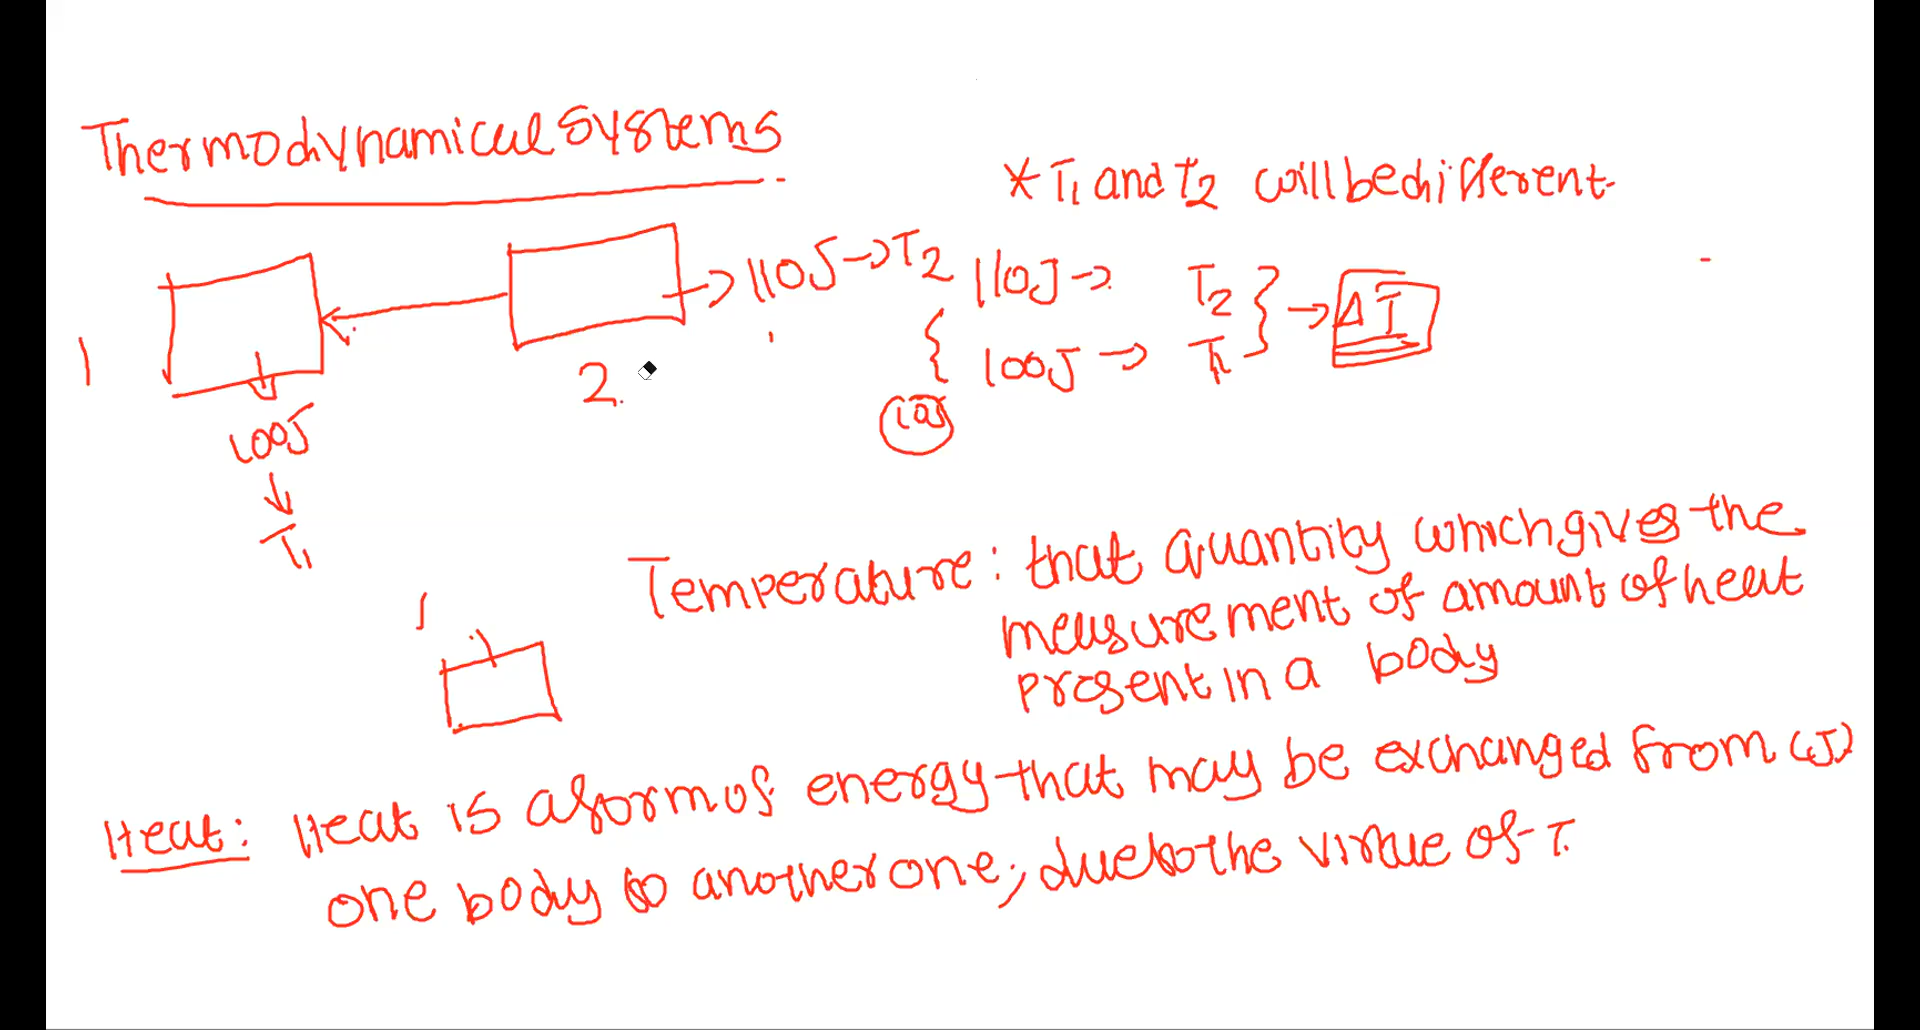 Thermodynamical Systems
* T1 and T2 will be different
110J → T2
110J → T2
100J → T1
→ ΔT
10J
1
2.
100J
↓
T1
1
Temperature: that quantity which gives the
measurement of amount of heat
present in a body
Heat: Heat is a form of energy that may be exchanged from (J)
one body to another one, due to the virtue of T.